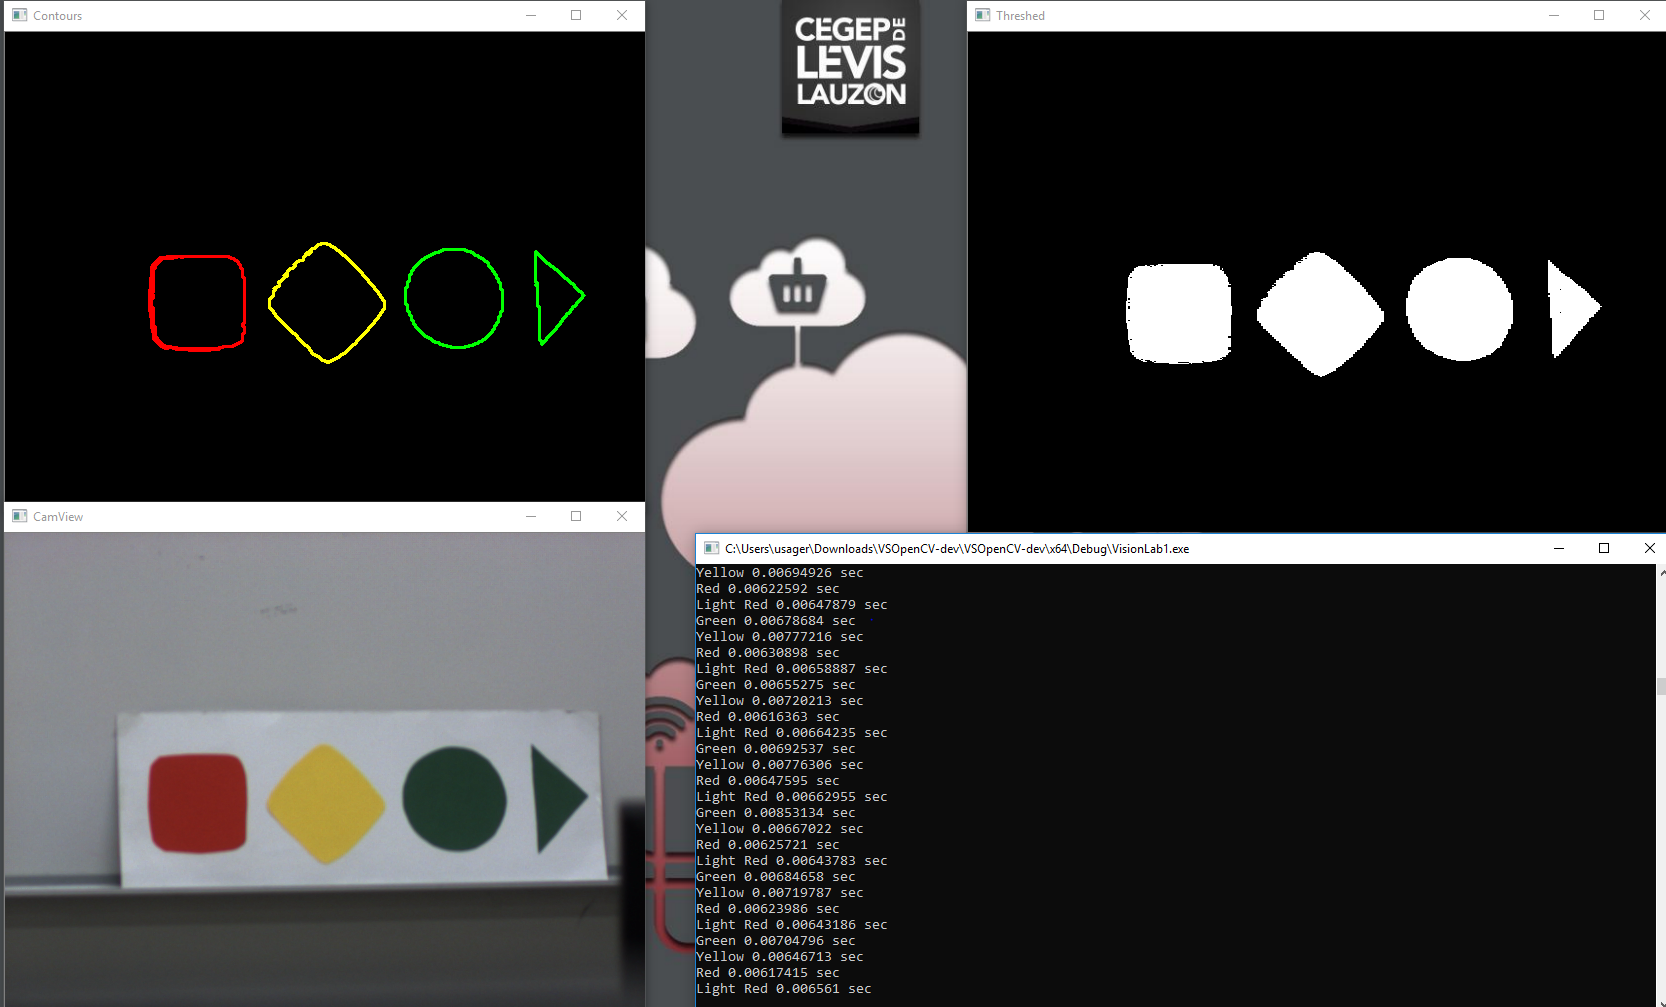 Contours
CEGEP DE
LÉVIS
LAUZON
Threshed
CamView
C:\Users\usager\Downloads\VSOpenCV-dev\VSOpenCV-dev\x64\Debug\VisionLab1.exe
Yellow 0.00694926 sec
Red 0.00622592 sec
Light Red 0.00647879 sec
Green 0.00678684 sec
Yellow 0.00777216 sec
Red 0.00630898 sec
Light Red 0.00658887 sec
Green 0.00655275 sec
Yellow 0.00720213 sec
Red 0.00616363 sec
Light Red 0.00664235 sec
Green 0.00692537 sec
Yellow 0.00776306 sec
Red 0.00647595 sec
Light Red 0.00662955 sec
Green 0.00853134 sec
Yellow 0.00667022 sec
Red 0.00625721 sec
Light Red 0.00643783 sec
Green 0.00684658 sec
Yellow 0.00719787 sec
Red 0.00623986 sec
Light Red 0.00643186 sec
Green 0.00704796 sec
Yellow 0.00646713 sec
Red 0.00617415 sec
Light Red 0.006561 sec